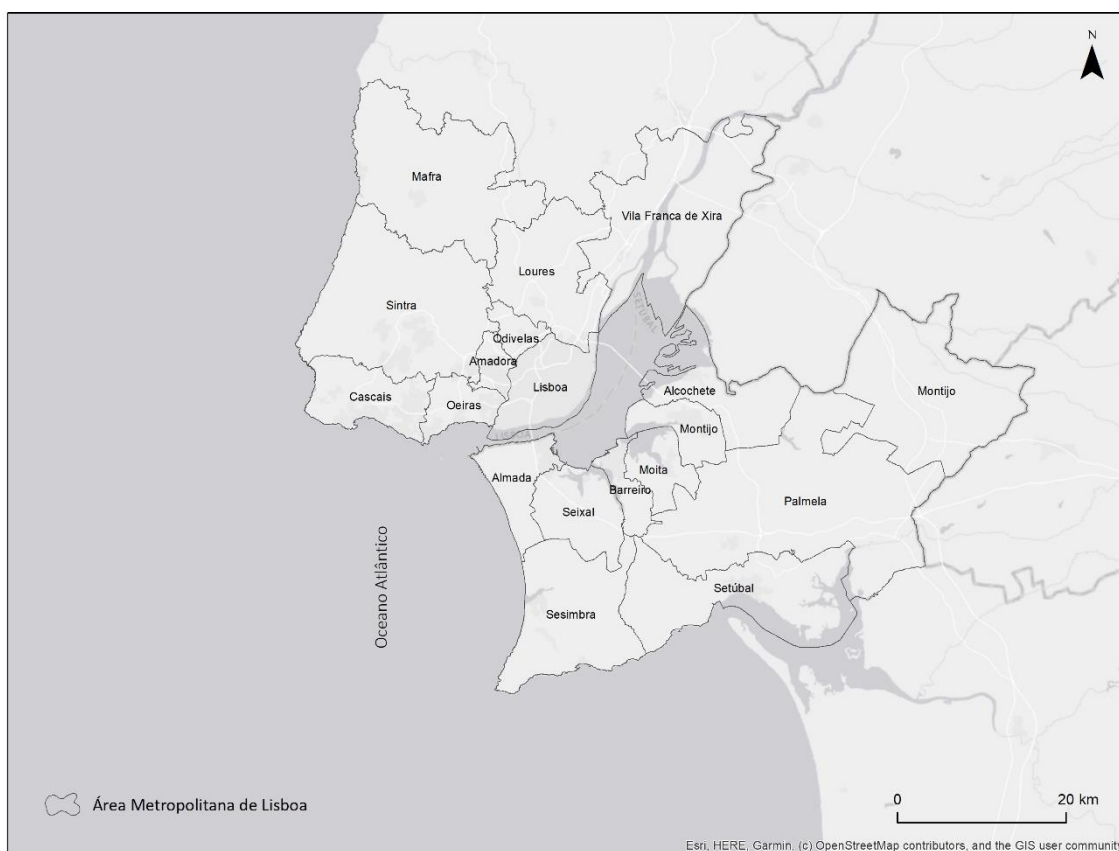 N
Mafra
Vila Franca de Xira
Loures
Sintra
SETÚBAL
Odivelas
Amadora
Lisboa
Cascais
Oeiras
Alcochete
Montijo
Montijo
LISBOA
Almada
Moita
Barreiro
Seixal
Palmela
Setúbal
Sesimbra
Oceano Atlântico
Área Metropolitana de Lisboa
0 20 km
Esri, HERE, Garmin, (c) OpenStreetMap contributors, and the GIS user community